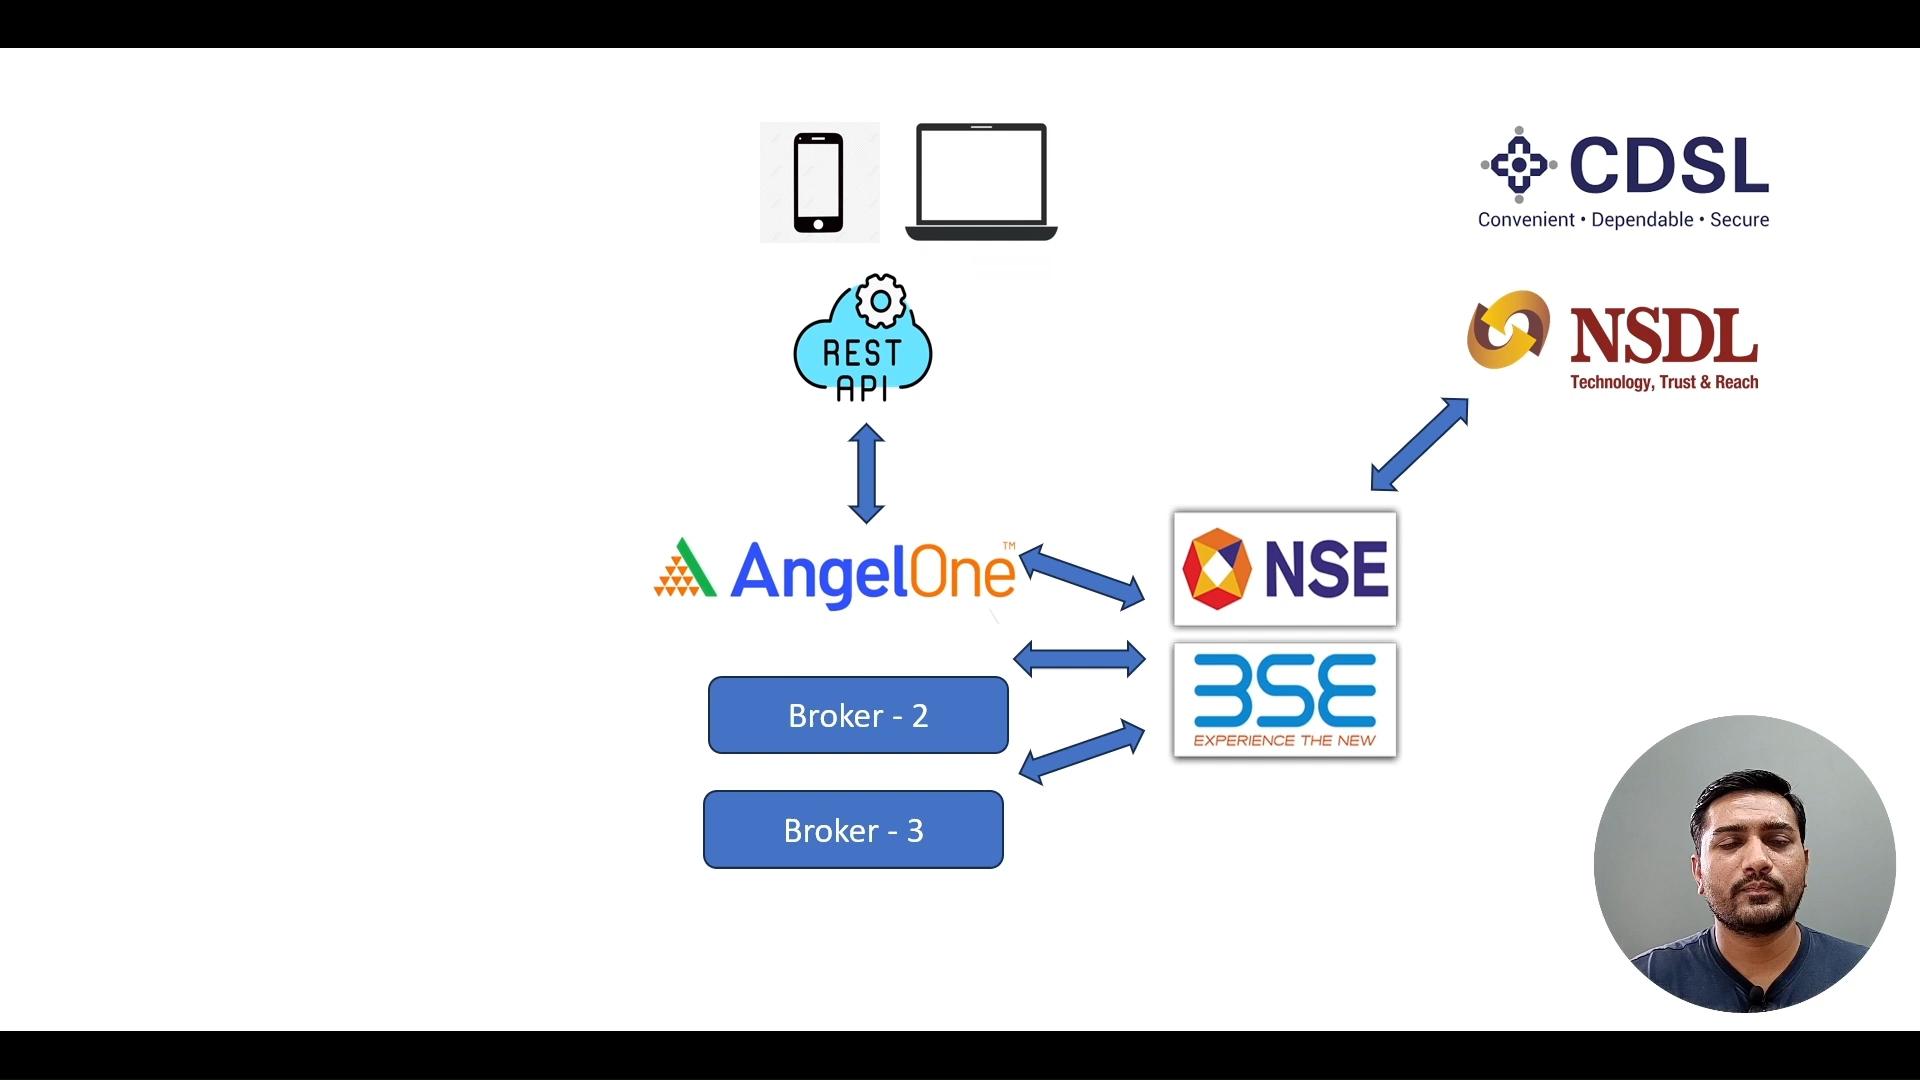 CDSL
Convenient • Dependable • Secure
REST
API
NSDL
Technology, Trust & Reach
AngelOne™
NSE
BSE
EXPERIENCE THE NEW
Broker - 2
Broker - 3